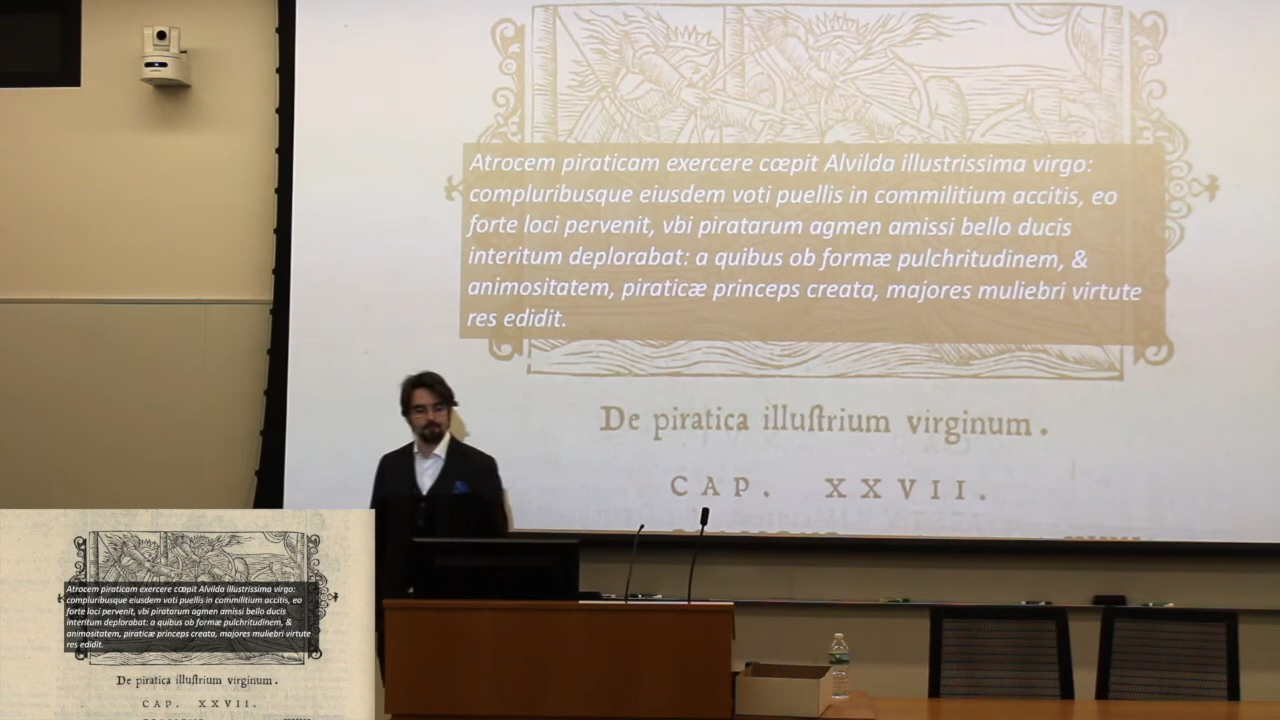 Atrocem piraticam exercere cœpit Alvilda illustrissima virgo:
compluribusque eiusdem voti puellis in commilitium accitis, eo
forte loci pervenit, vbi piratarum agmen amissi bello ducis
interitum deplorabat: a quibus ob formæ pulchritudinem, &
animositatem, piraticæ princeps creata, majores muliebri virtute
res edidit.
De piratica illuſtrium virginum.
CAP. XXVII.
Atrocem piraticam exercere cœpit Alvilda illustrissima virgo:
compluribusque eiusdem voti puellis in commilitium accitis, eo
forte loci pervenit, vbi piratarum agmen amissi bello ducis
interitum deplorabat: a quibus ob formæ pulchritudinem, &
animositatem, piraticæ princeps creata, majores muliebri virtute
res edidit.
De piratica illuſtrium virginum.
CAP. XXVII.